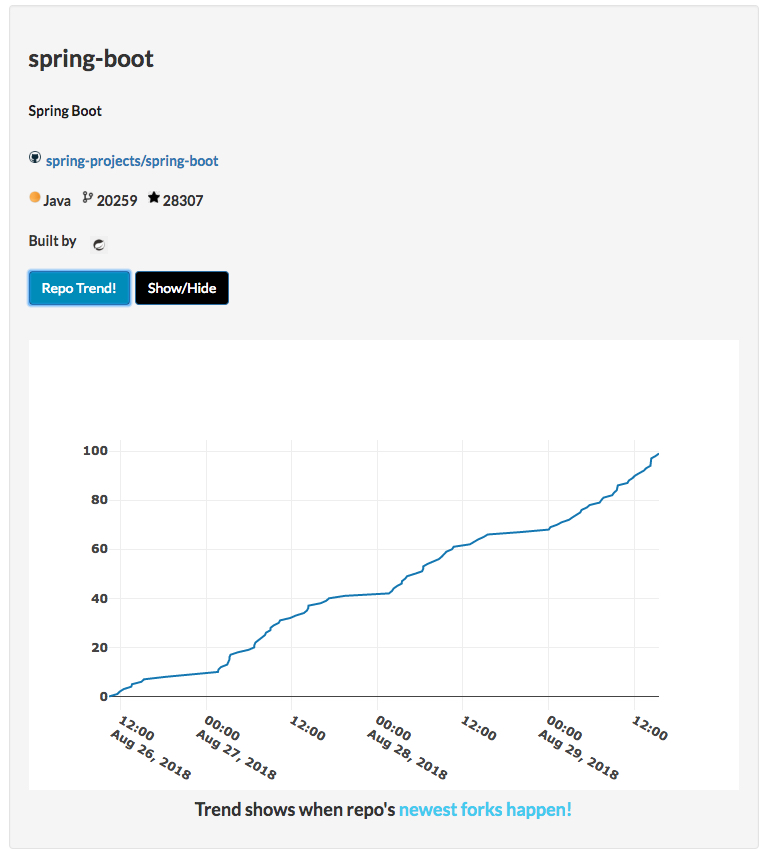 spring-boot
Spring Boot
spring-projects/spring-boot
Java 20259 28307
Built by
Repo Trend! Show/Hide
100
80
60
40
20
0
12:00
Aug 26, 2018
00:00
Aug 27, 2018
12:00
00:00
Aug 28, 2018
12:00
00:00
Aug 29, 2018
12:00
Trend shows when repo's newest forks happen!